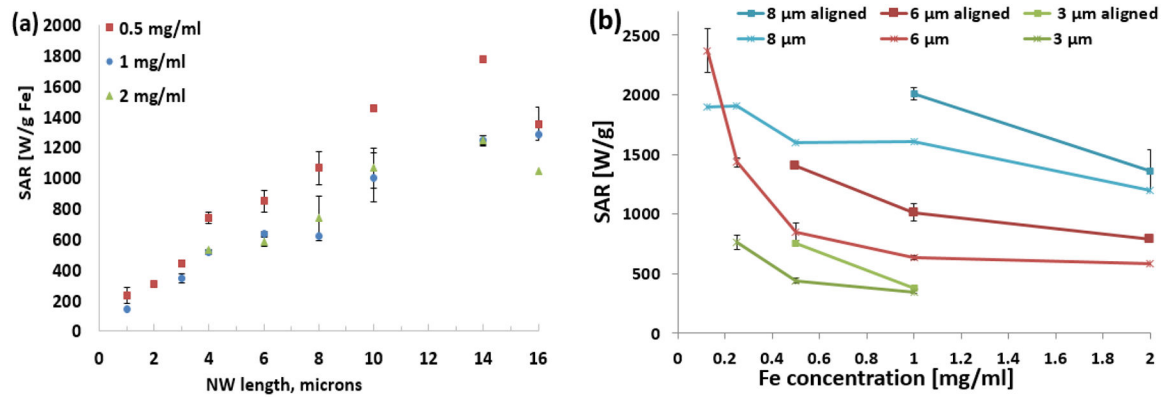 (a)
0.5 mg/ml
1 mg/ml
2 mg/ml
SAR [W/g Fe]
2000
1800
1600
1400
1200
1000
800
600
400
200
0
0 2 4 6 8 10 12 14 16
NW length, microns
(b)
8 µm aligned 6 µm aligned 3 µm aligned
8 µm 6 µm 3 µm
SAR [W/g]
2500
2000
1500
1000
500
0
0 0.2 0.4 0.6 0.8 1 1.2 1.4 1.6 1.8 2
Fe concentration [mg/ml]